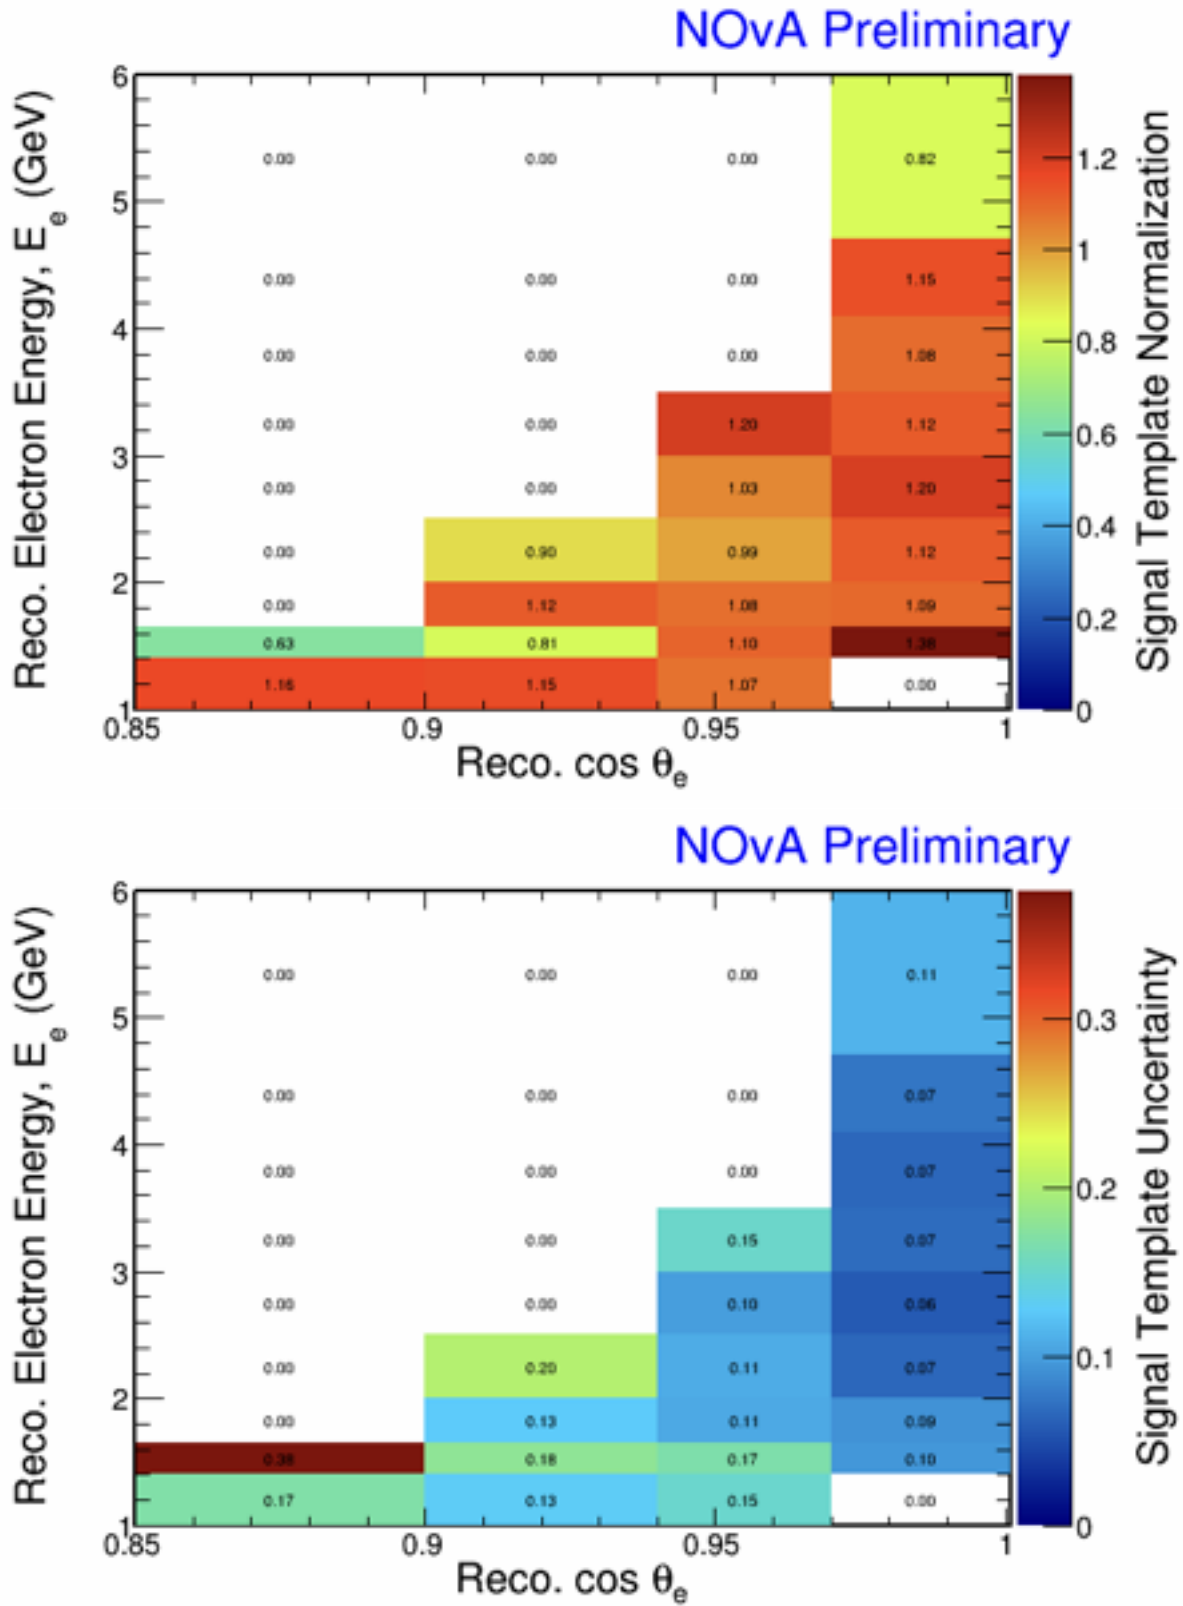 NOvA Preliminary
Reco. Electron Energy, E_e (GeV)
6
0.00 0.00 0.00 0.82
5
0.00 0.00 0.00 1.15
4
0.00 0.00 0.00 1.08
0.00 0.00 1.20 1.12
3
0.00 0.00 1.03 1.20
0.00 0.90 0.99 1.12
2
0.00 1.12 1.08 1.09
0.63 0.81 1.10 1.38
1.16 1.15 1.07 0.00
1
0.85 0.9 0.95 1
Reco. cos θ_e
1.2
1
0.8
0.6
0.4
0.2
0
Signal Template Normalization
NOvA Preliminary
Reco. Electron Energy, E_e (GeV)
6
0.00 0.00 0.00 0.11
5
0.00 0.00 0.00 0.07
4
0.00 0.00 0.00 0.07
0.00 0.00 0.15 0.07
3
0.00 0.00 0.10 0.06
0.00 0.20 0.11 0.07
2
0.00 0.13 0.11 0.09
0.38 0.18 0.17 0.10
0.17 0.13 0.15 0.00
1
0.85 0.9 0.95 1
Reco. cos θ_e
0.3
0.2
0.1
0
Signal Template Uncertainty